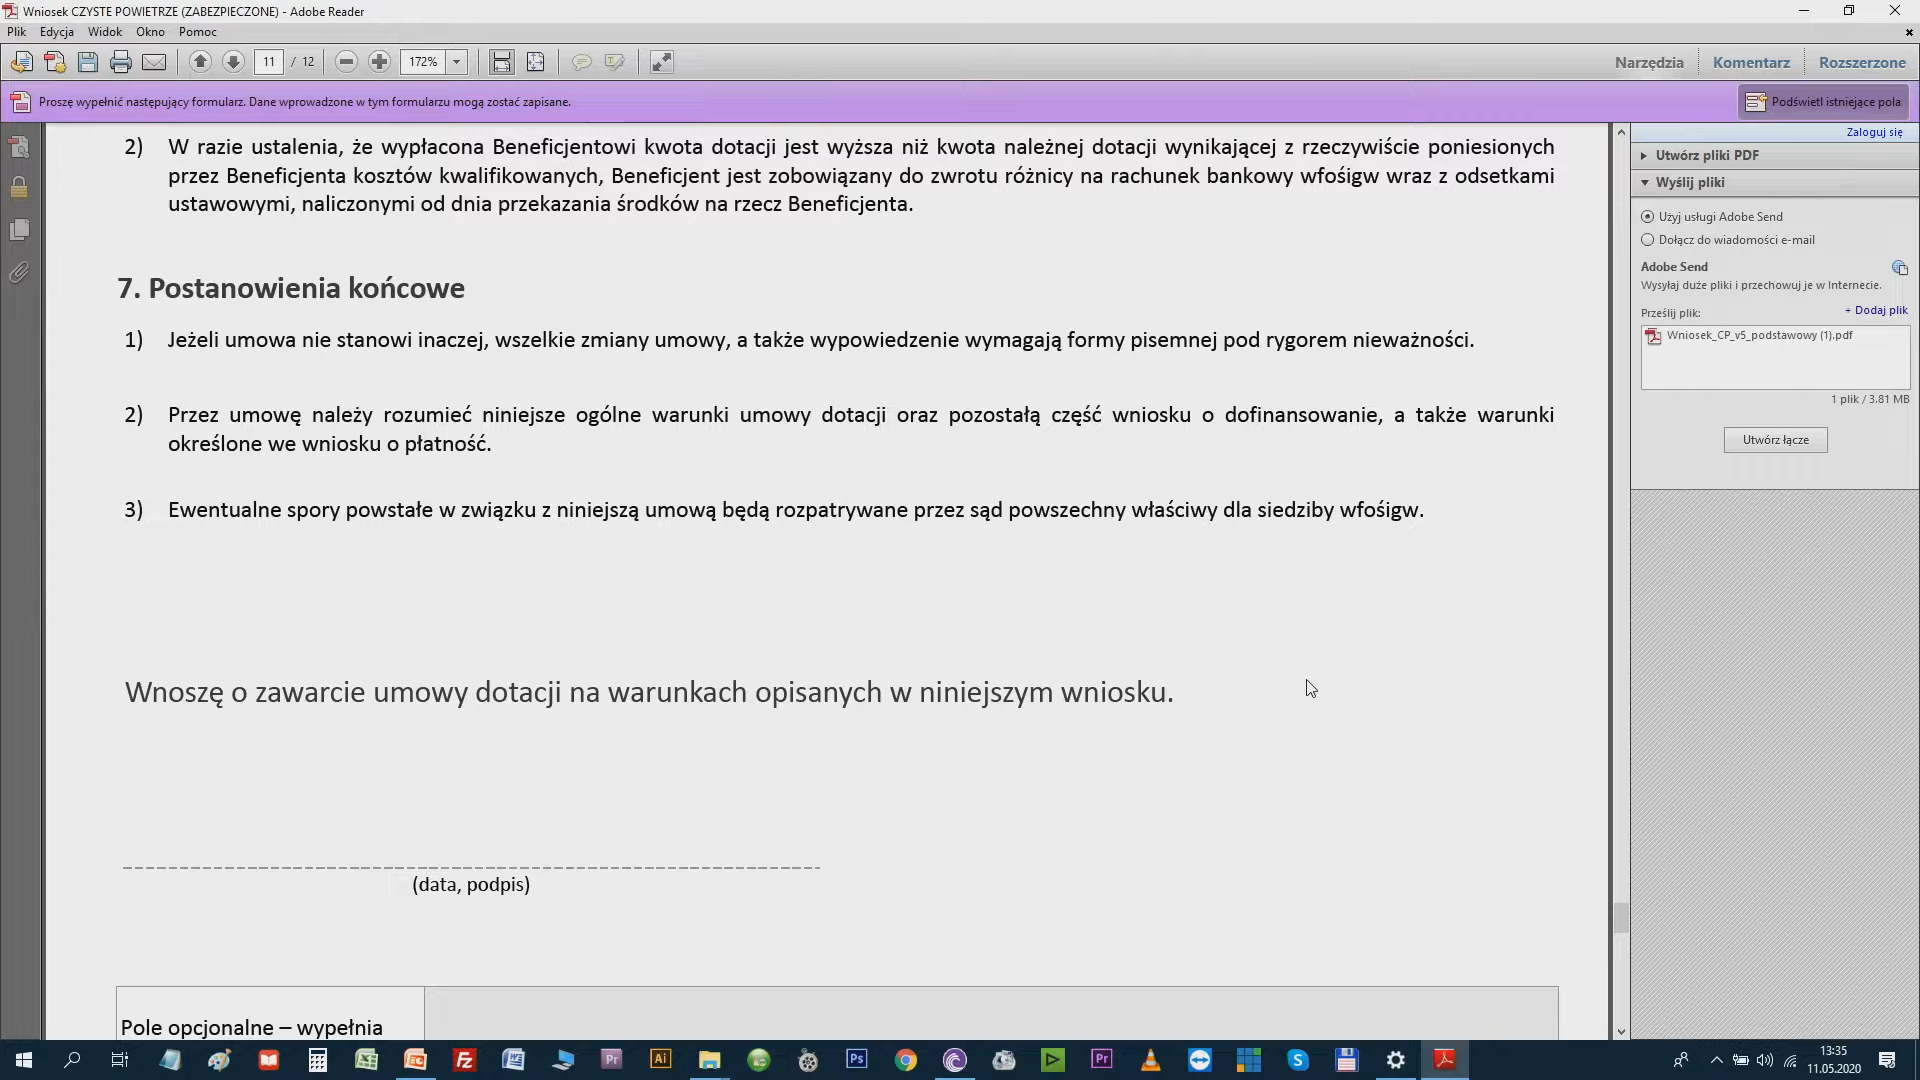 Wniosek CZYSTE POWIETRZE (ZABEZPIECZONE) - Adobe Reader
Plik Edycja Widok Okno Pomoc
11 / 12 172% Narzędzia Komentarz Rozszerzone
Proszę wypełnić następujący formularz. Dane wprowadzone w tym formularzu mogą zostać zapisane.
Podświetl istniejące pola
2) W razie ustalenia, że wypłacona Beneficjentowi kwota dotacji jest wyższa niż kwota należnej dotacji wynikającej z rzeczywiście poniesionych
przez Beneficjenta kosztów kwalifikowanych, Beneficjent jest zobowiązany do zwrotu różnicy na rachunek bankowy wfośigw wraz z odsetkami
ustawowymi, naliczonymi od dnia przekazania środków na rzecz Beneficjenta.
7. Postanowienia końcowe
1) Jeżeli umowa nie stanowi inaczej, wszelkie zmiany umowy, a także wypowiedzenie wymagają formy pisemnej pod rygorem nieważności.
2) Przez umowę należy rozumieć niniejsze ogólne warunki umowy dotacji oraz pozostałą część wniosku o dofinansowanie, a także warunki
określone we wniosku o płatność.
3) Ewentualne spory powstałe w związku z niniejszą umową będą rozpatrywane przez sąd powszechny właściwy dla siedziby wfośigw.
Wnoszę o zawarcie umowy dotacji na warunkach opisanych w niniejszym wniosku.
(data, podpis)
Pole opcjonalne – wypełnia
Zaloguj się
Utwórz pliki PDF
Wyślij pliki
Użyj usługi Adobe Send
Dołącz do wiadomości e-mail
Adobe Send
Wysyłaj duże pliki i przechowuj je w Internecie.
Prześlij plik:
+ Dodaj plik
Wniosek_CP_v5_podstawowy (1).pdf
1 plik / 3.81 MB
Utwórz łącze
Pr Ai Ps Pr
13:35
11.05.2020